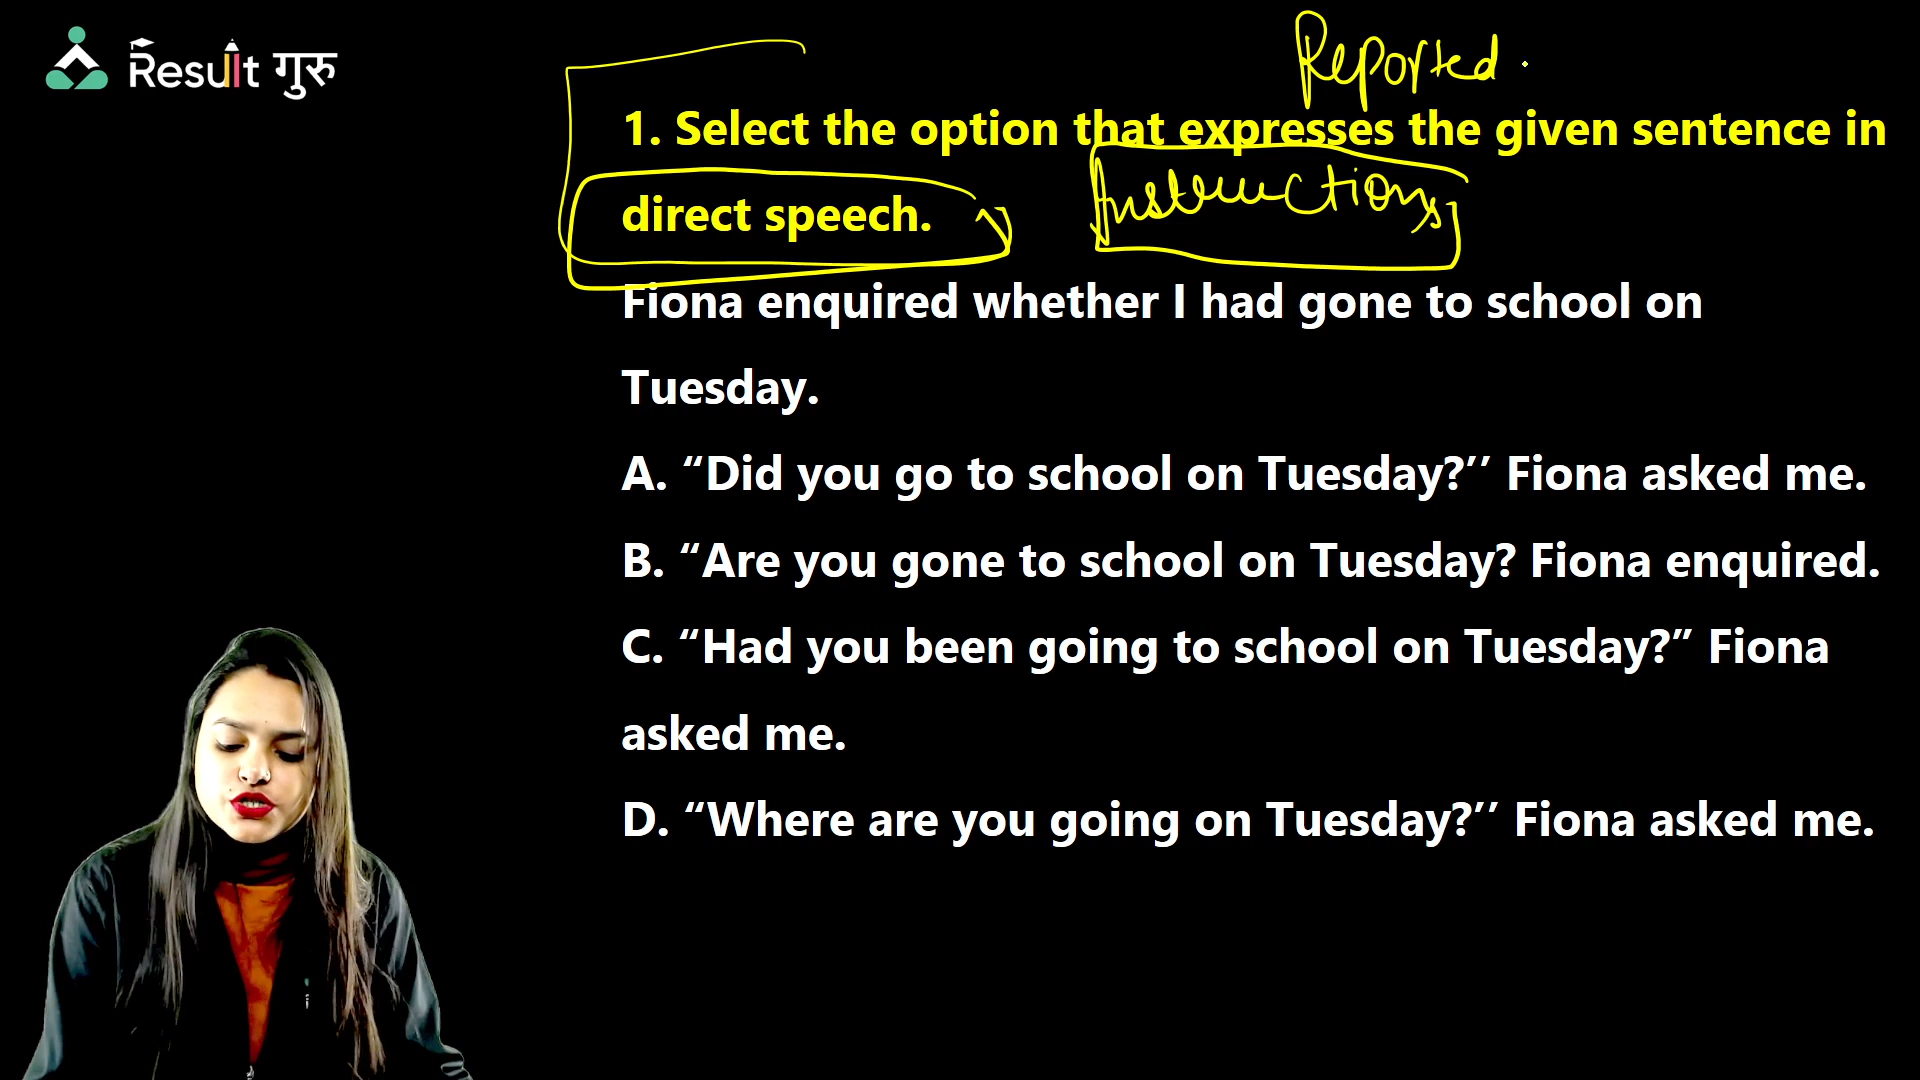 Result गुरु
Reported
1. Select the option that expresses the given sentence in
direct speech.
Instructions
Fiona enquired whether I had gone to school on
Tuesday.
A. “Did you go to school on Tuesday?’’ Fiona asked me.
B. “Are you gone to school on Tuesday? Fiona enquired.
C. “Had you been going to school on Tuesday?” Fiona
asked me.
D. “Where are you going on Tuesday?’’ Fiona asked me.